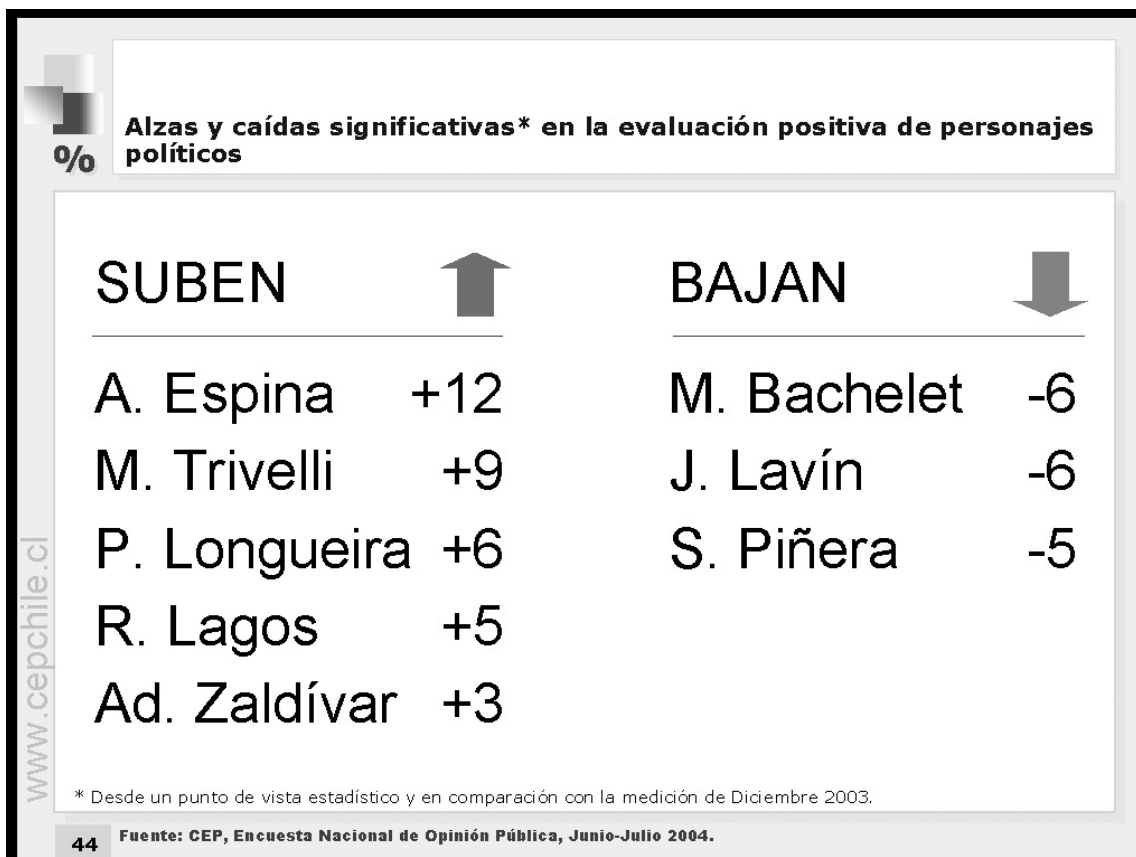 %
Alzas y caídas significativas* en la evaluación positiva de personajes
políticos
SUBEN
A. Espina +12
M. Trivelli +9
P. Longueira +6
R. Lagos +5
Ad. Zaldívar +3
BAJAN
M. Bachelet -6
J. Lavín -6
S. Piñera -5
www.cepchile.cl
* Desde un punto de vista estadístico y en comparación con la medición de Diciembre 2003.
44 Fuente: CEP, Encuesta Nacional de Opinión Pública, Junio-Julio 2004.